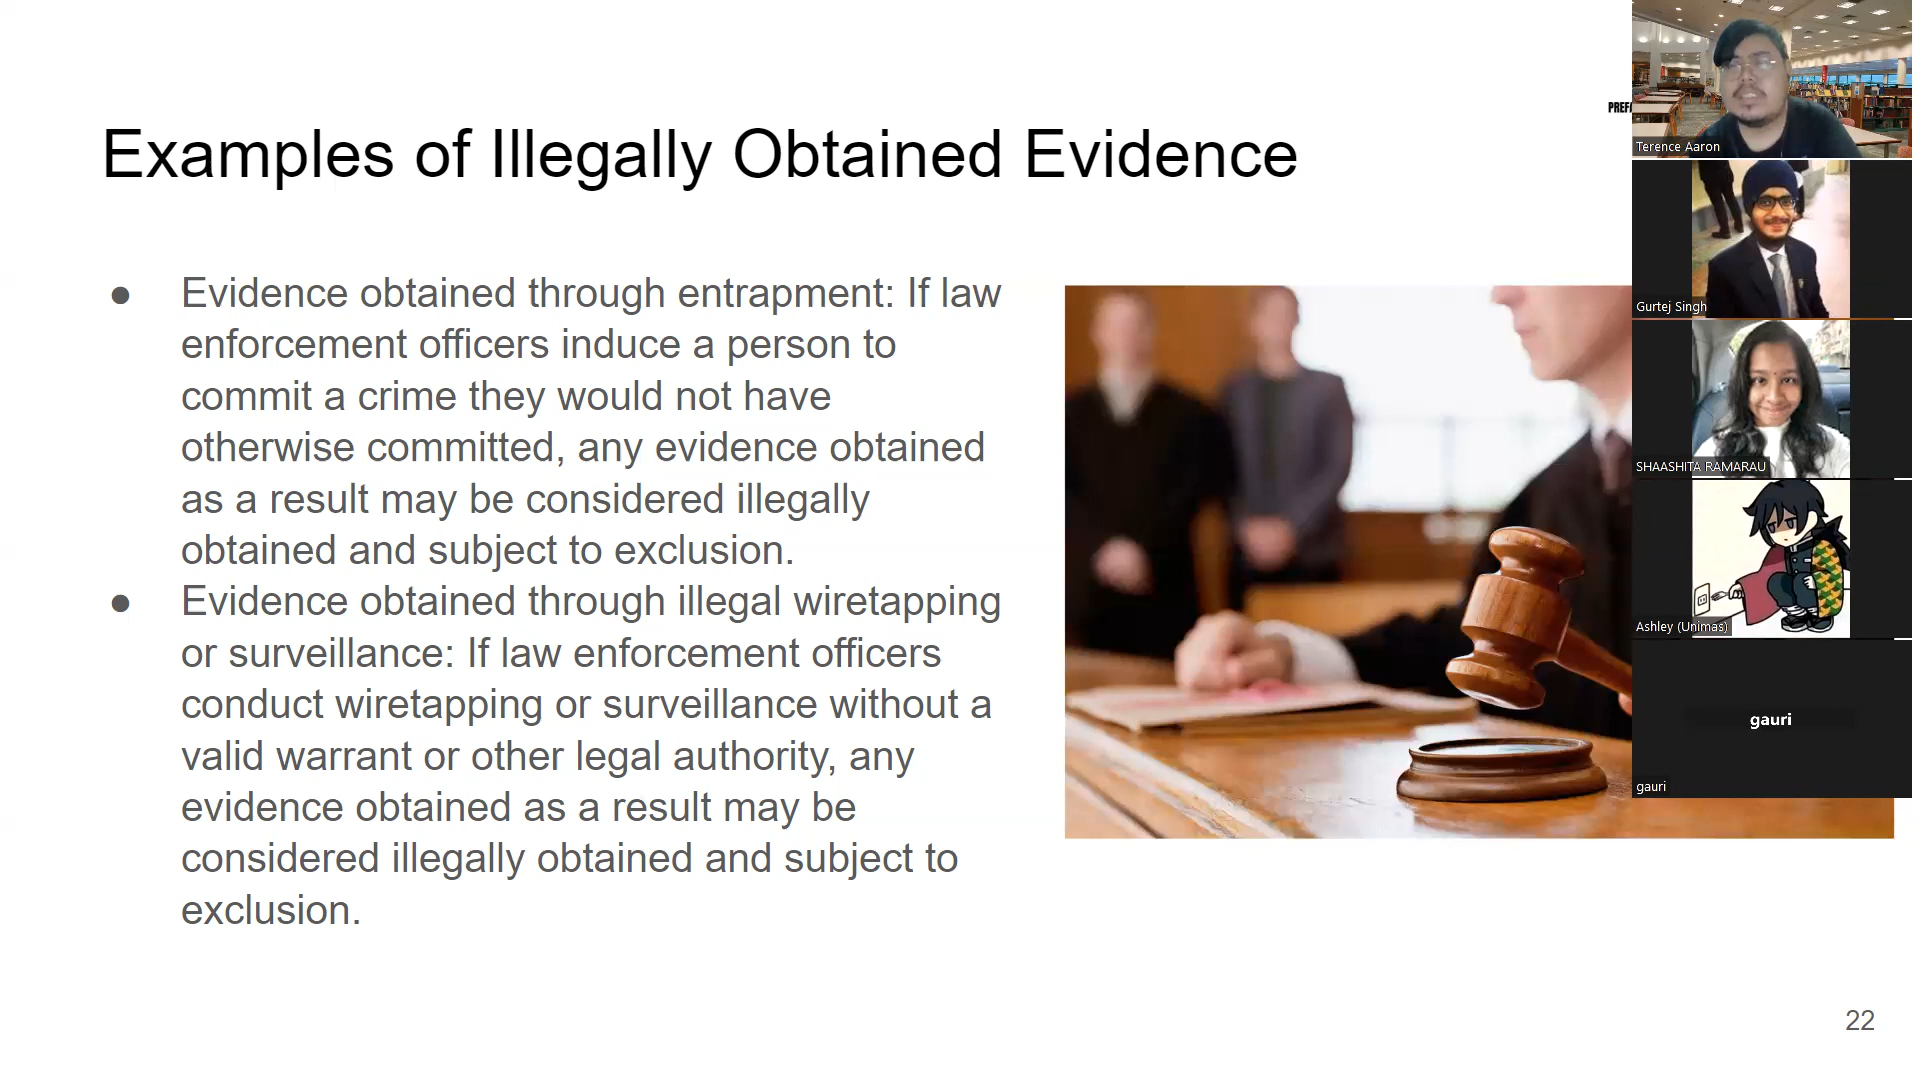 PREFA
Examples of Illegally Obtained Evidence
● Evidence obtained through entrapment: If law
enforcement officers induce a person to
commit a crime they would not have
otherwise committed, any evidence obtained
as a result may be considered illegally
obtained and subject to exclusion.
● Evidence obtained through illegal wiretapping
or surveillance: If law enforcement officers
conduct wiretapping or surveillance without a
valid warrant or other legal authority, any
evidence obtained as a result may be
considered illegally obtained and subject to
exclusion.
Terence Aaron
Gurtej Singh
SHAASHITA RAMARAU
Ashley (Unimas)
gauri
gauri
22